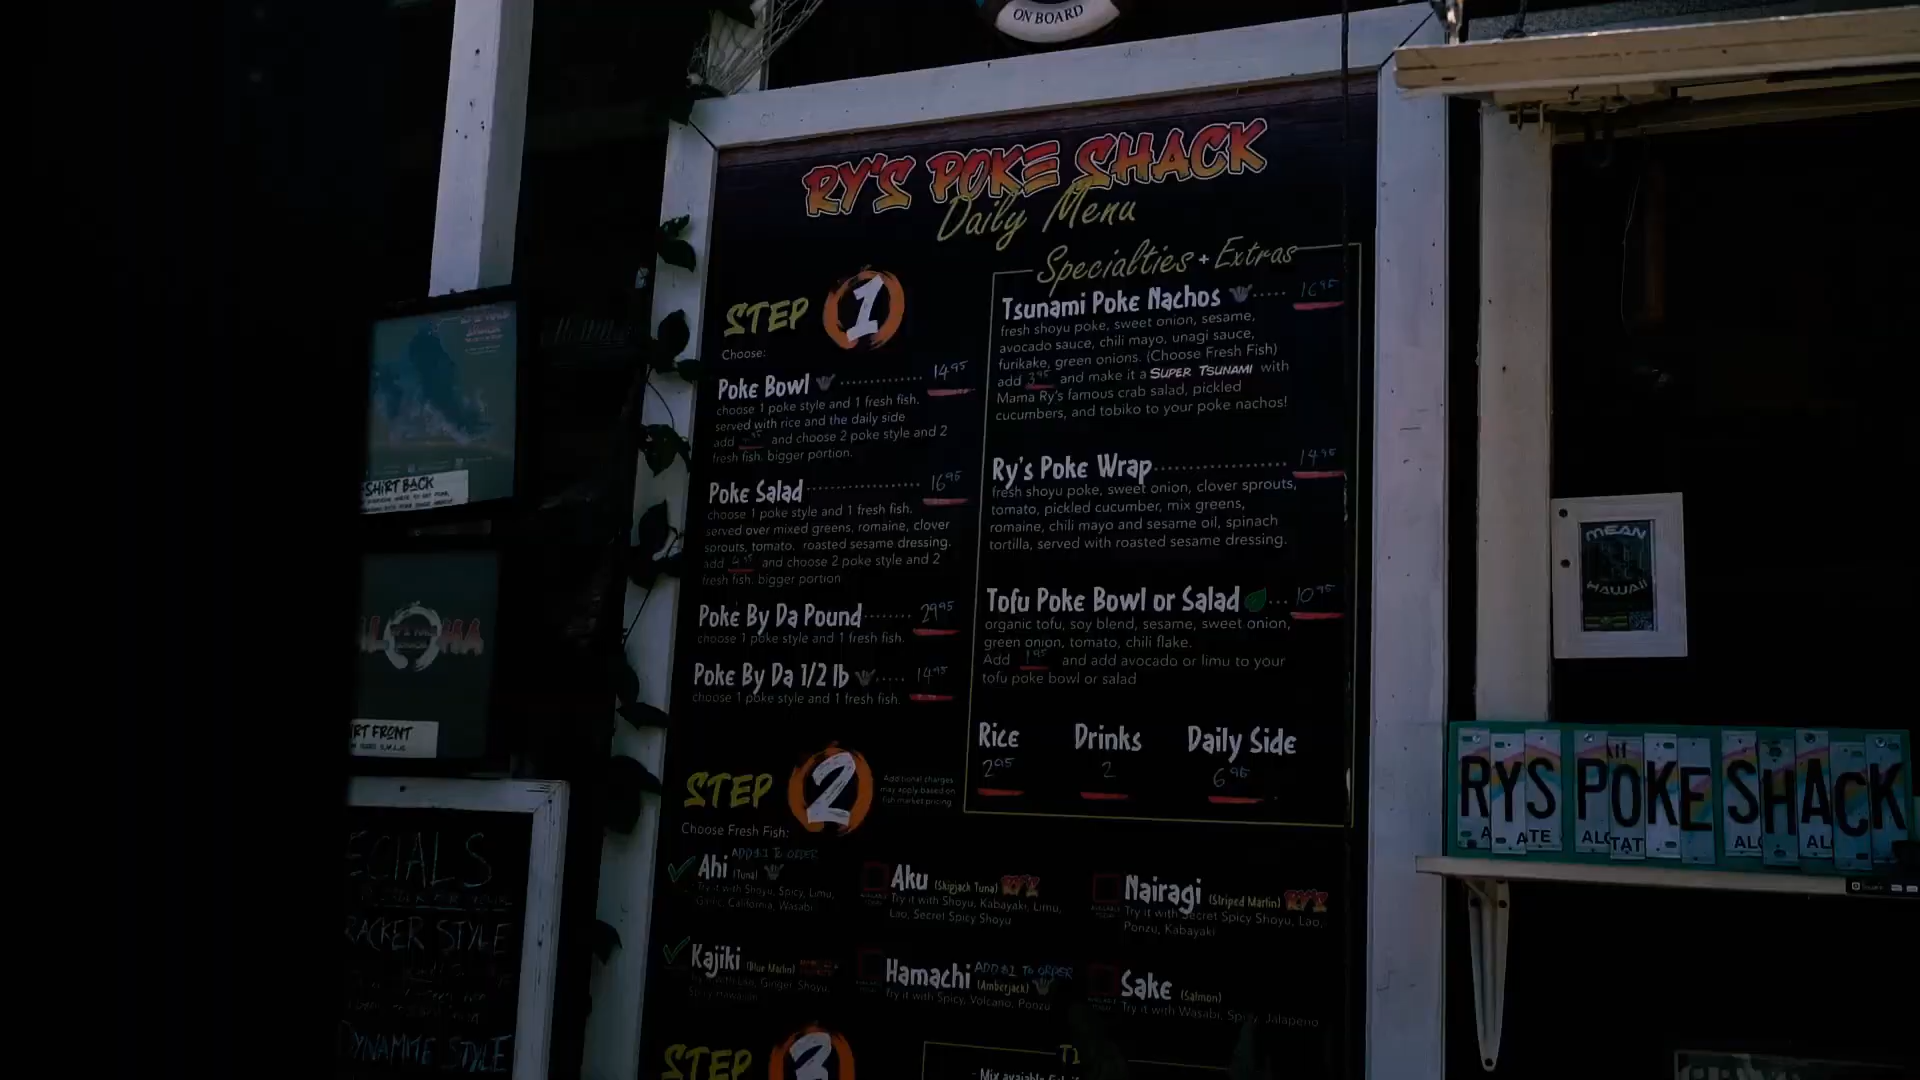 ON BOARD
RY'S POKE SHACK
Daily Menu
STEP 1
Choose:
Poke Bowl 14.95
choose 1 poke style and 1 fresh fish.
served with rice and the daily side
add and choose 2 poke style and 2
fresh fish. bigger portion.
Poke Salad 16.95
choose 1 poke style and 1 fresh fish.
served over mixed greens, romaine, clover
sprouts, tomato, roasted sesame dressing.
add 4.95 and choose 2 poke style and 2
fresh fish. bigger portion
Poke By Da Pound 29.95
choose 1 poke style and 1 fresh fish.
Poke By Da 1/2 lb 14.95
choose 1 poke style and 1 fresh fish.
Specialties + Extras
Tsunami Poke Nachos 16.95
fresh shoyu poke, sweet onion, sesame,
avocado sauce, chili mayo, unagi sauce,
furikake, green onions. (Choose Fresh Fish)
add 3.95 and make it a SUPER TSUNAMI with
Mama Ry's famous crab salad, pickled
cucumbers, and tobiko to your poke nachos!
Ry's Poke Wrap 14.95
fresh shoyu poke, sweet onion, clover sprouts,
tomato, pickled cucumber, mix greens,
romaine, chili mayo and sesame oil, spinach
tortilla, served with roasted sesame dressing.
Tofu Poke Bowl or Salad 10.95
organic tofu, soy blend, sesame, sweet onion,
green onion, tomato, chili flake.
Add 1.95 and add avocado or limu to your
tofu poke bowl or salad
Rice Drinks Daily Side
2.95 2 6.95
STEP 2
Additional charges
may apply based on
fish market pricing
Choose Fresh Fish:
Ahi (Tuna) ADD $1 TO ORDER
Try it with Shoyu, Spicy, Limu,
Garlic, California, Wasabi
Aku (Skipjack Tuna) RY'S
Try it with Shoyu, Kabayaki, Limu,
Lao, Secret Spicy Shoyu
Nairagi (Striped Marlin) RY'S
Try it with Secret Spicy Shoyu, Lao,
Ponzu, Kabayaki
Kajiki (Blue Marlin)
Try it with Lao, Ginger, Shoyu,
Spicy Hawaiian
Hamachi ADD $1 TO ORDER
(Amberjack)
Try it with Spicy, Volcano, Ponzu
Sake (Salmon)
Try it with Wasabi, Spicy, Jalapeno
STEP 3
SHIRT BACK
RT FRONT
ECIALS
RACKER STYLE
DYNAMITE STYLE
MEAN
HAWAII
RYS POKE SHACK